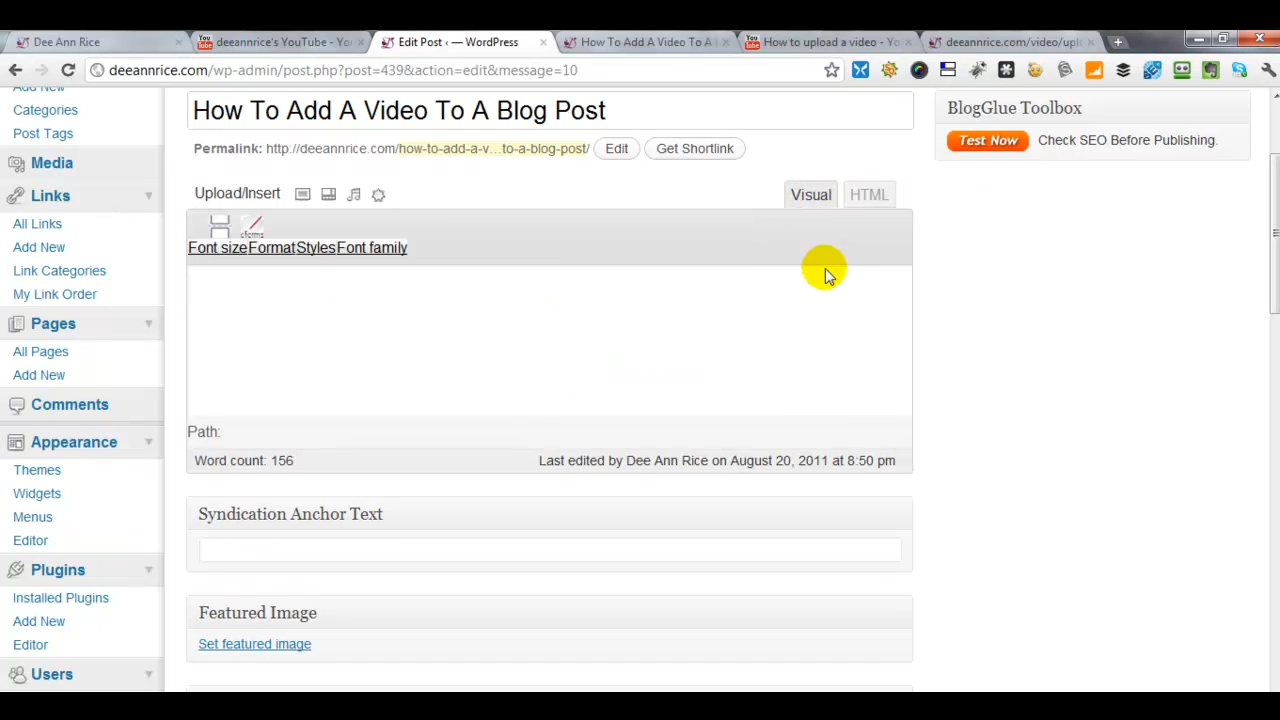 Dee Ann Rice
deeannrice's YouTube - Yo
Edit Post ‹ — WordPress
How To Add A Video To A
How to upload a video - Yo
deeannrice.com/video/upl
deeannrice.com/wp-admin/post.php?post=439&action=edit&message=10
Add New
Categories
Post Tags
Media
Links
All Links
Add New
Link Categories
My Link Order
Pages
All Pages
Add New
Comments
Appearance
Themes
Widgets
Menus
Editor
Plugins
Installed Plugins
Add New
Editor
Users
How To Add A Video To A Blog Post
Permalink: http://deeannrice.com/how-to-add-a-v…to-a-blog-post/ Edit Get Shortlink
Upload/Insert
Visual HTML
cforms
Font sizeFormatStylesFont family
Path:
Word count: 156
Last edited by Dee Ann Rice on August 20, 2011 at 8:50 pm
Syndication Anchor Text
Featured Image
Set featured image
BlogGlue Toolbox
Test Now Check SEO Before Publishing.